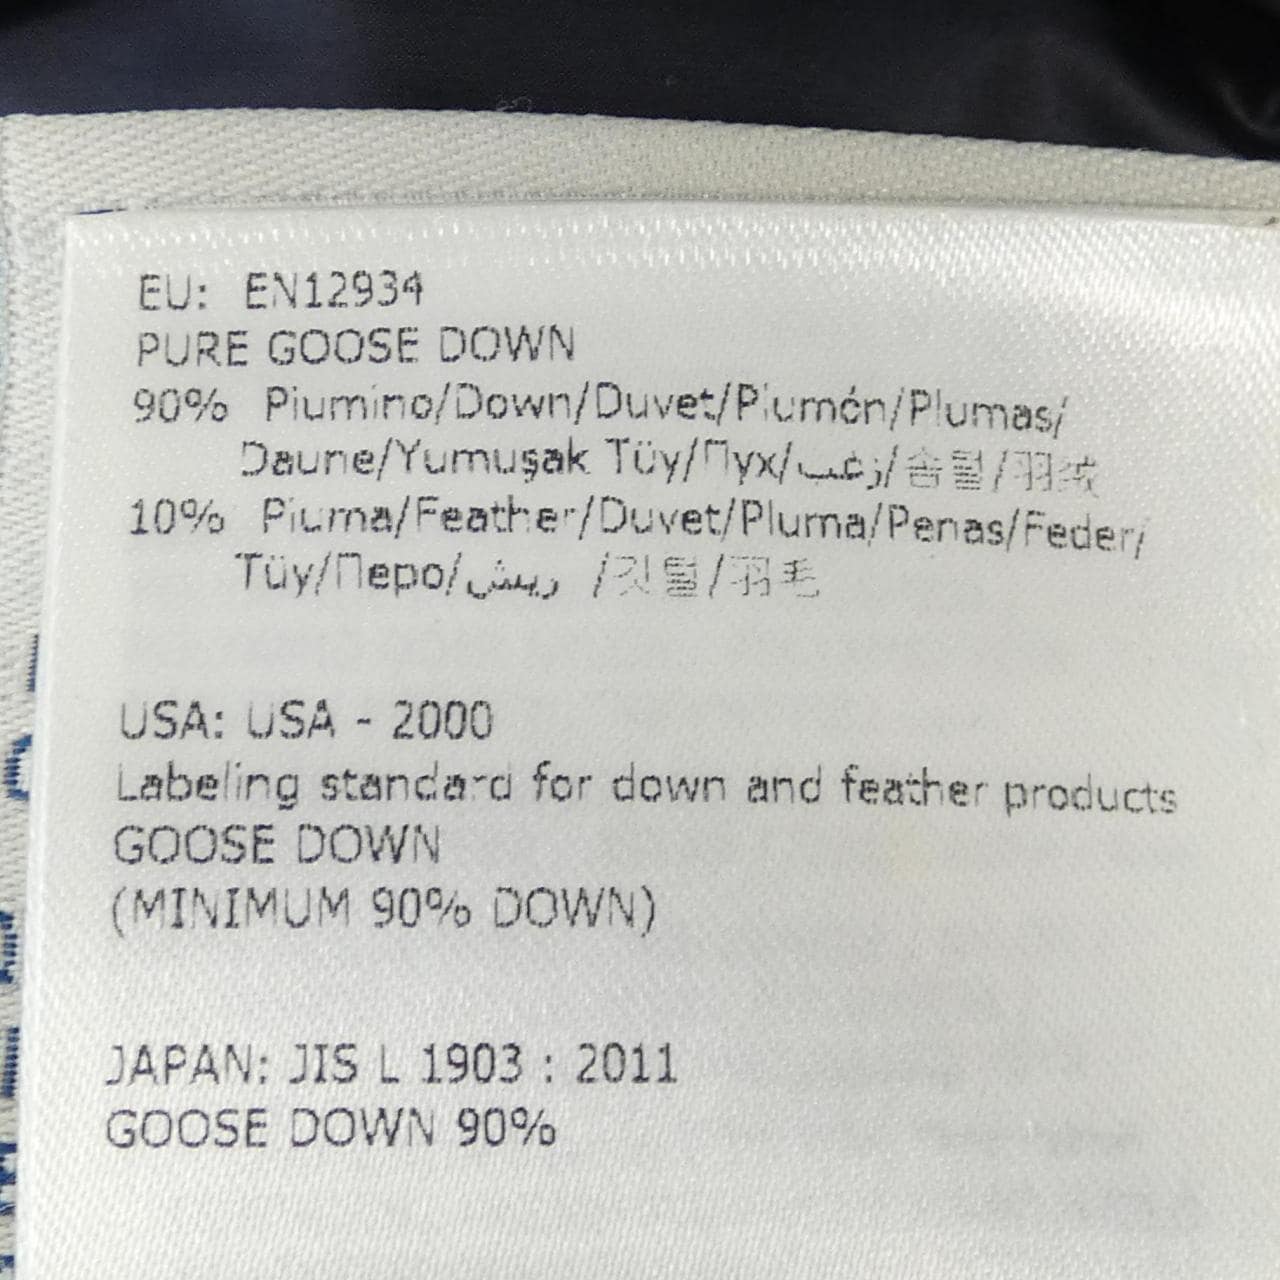 EU: EN12934
PURE GOOSE DOWN
90% Piumino/Down/Duvet/Piumón/Plumas/
Daune/Yumuşak Tüy/Пух/زغب/솜털/羽绒
10% Piuma/Feather/Duvet/Pluma/Penas/Feder/
Tüy/Перо/ريش /깃털/羽毛
USA: USA - 2000
Labeling standard for down and feather products
GOOSE DOWN
(MINIMUM 90% DOWN)
JAPAN: JIS L 1903 : 2011
GOOSE DOWN 90%